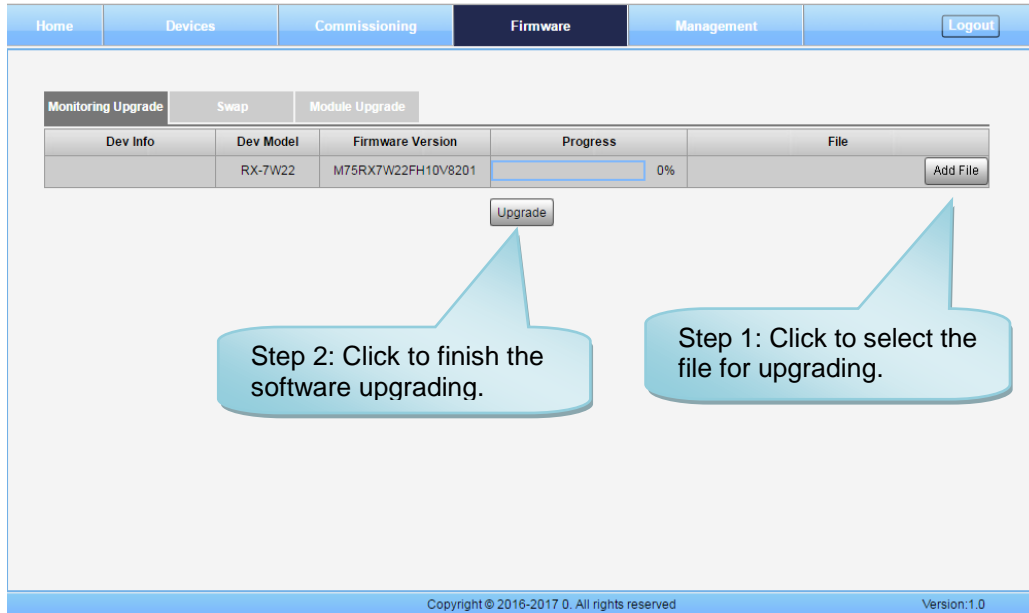 Home Devices Commissioning Firmware Management Logout
Monitoring Upgrade Swap Module Upgrade
Dev Info Dev Model Firmware Version Progress File
RX-7W22 M75RX7W22FH10V8201 0% Add File
Upgrade
Step 1: Click to select the
file for upgrading.
Step 2: Click to finish the
software upgrading.
Copyright © 2016-2017 0. All rights reserved Version:1.0